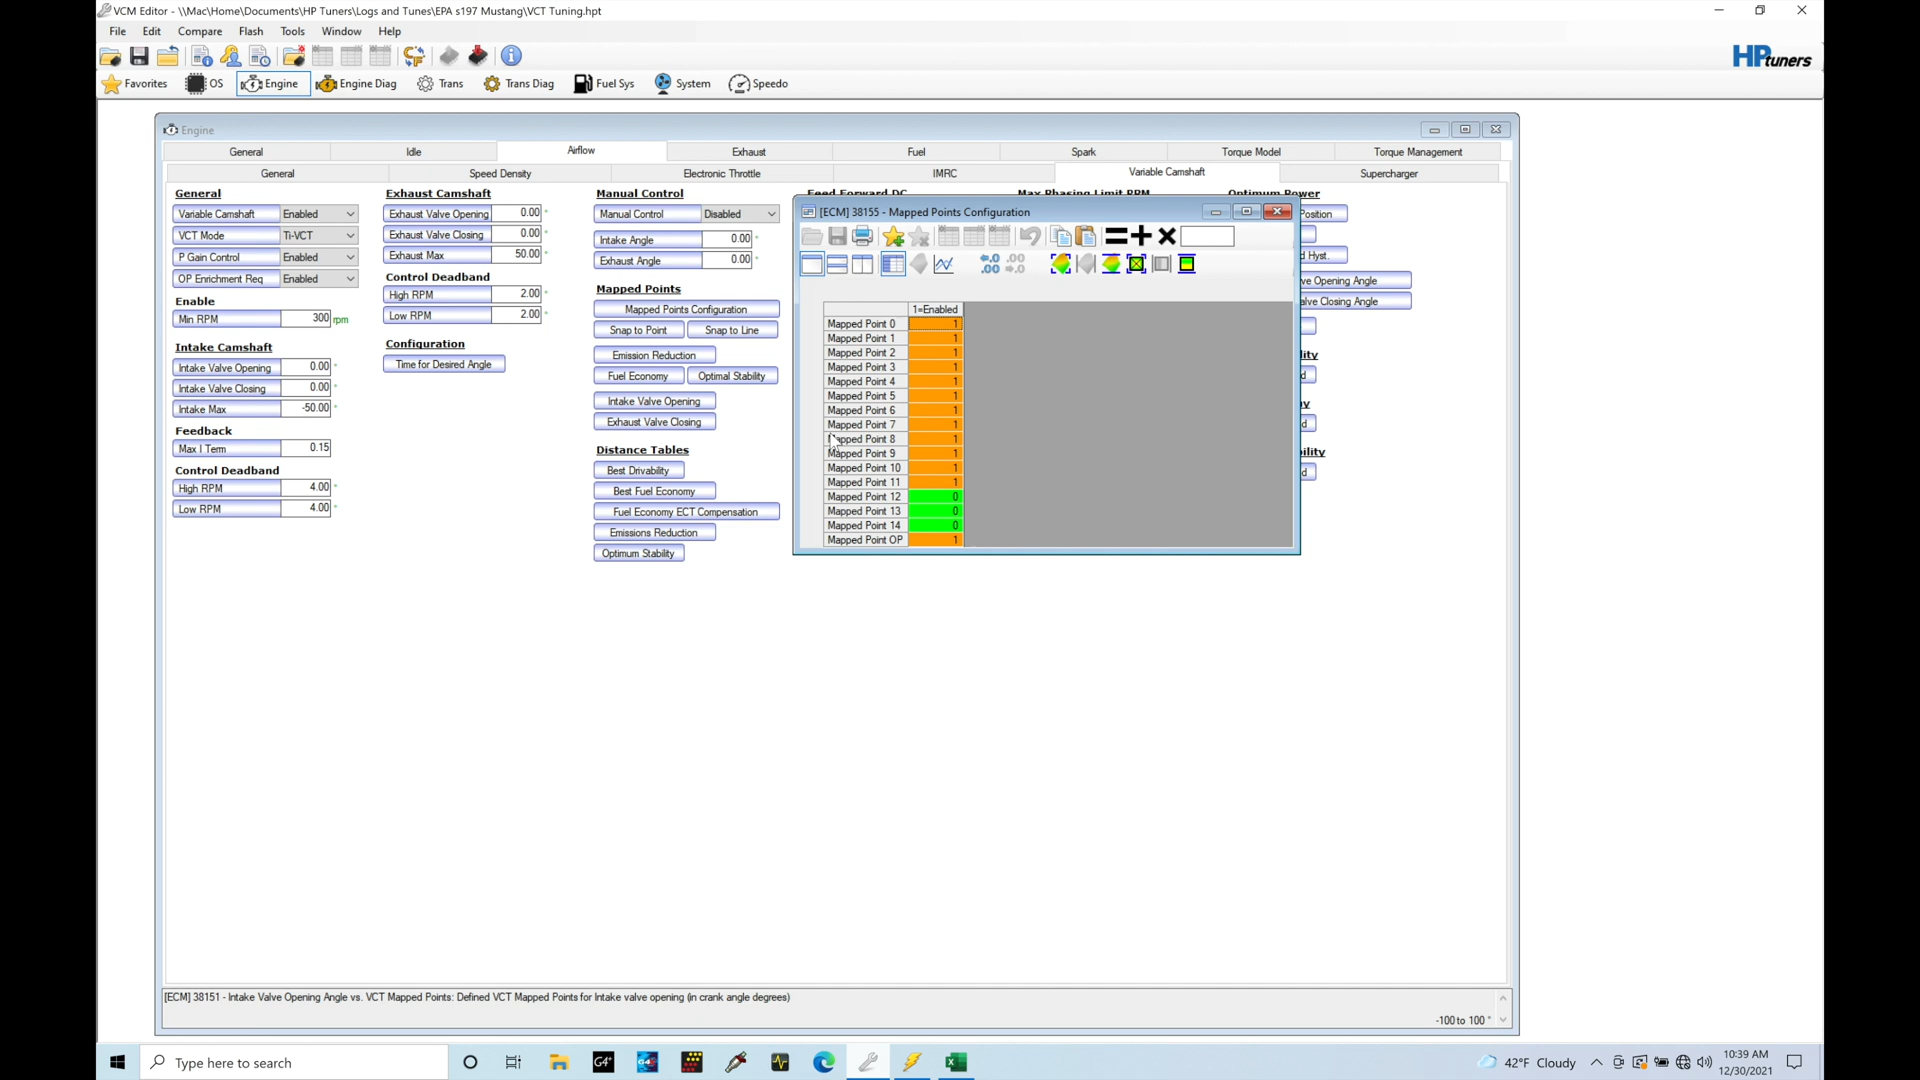 VCM Editor - \\Mac\Home\Documents\HP Tuners\Logs and Tunes\EPA s197 Mustang\VCT Tuning.hpt
File Edit Compare Flash Tools Window Help
HPtuners
Favorites OS Engine Engine Diag Trans Trans Diag Fuel Sys System Speedo
Engine
General Idle Airflow Exhaust Fuel Spark Torque Model Torque Management
General Speed Density Electronic Throttle IMRC Variable Camshaft Supercharger
General
Variable Camshaft Enabled
VCT Mode Ti-VCT
P Gain Control Enabled
OP Enrichment Req Enabled
Enable
Min RPM 300 rpm
Intake Camshaft
Intake Valve Opening 0.00 °
Intake Valve Closing 0.00 °
Intake Max -50.00 °
Feedback
Max I Term 0.15
Control Deadband
High RPM 4.00 °
Low RPM 4.00 °
Exhaust Camshaft
Exhaust Valve Opening 0.00 °
Exhaust Valve Closing 0.00 °
Exhaust Max 50.00 °
Control Deadband
High RPM 2.00 °
Low RPM 2.00 °
Configuration
Time for Desired Angle
Manual Control
Manual Control Disabled
Intake Angle 0.00 °
Exhaust Angle 0.00 °
Mapped Points
Mapped Points Configuration
Snap to Point Snap to Line
Emission Reduction
Fuel Economy Optimal Stability
Intake Valve Opening
Exhaust Valve Closing
Distance Tables
Best Drivability
Best Fuel Economy
Fuel Economy ECT Compensation
Emissions Reduction
Optimum Stability
Feed Forward DC Max Phasing Limit RPM Optimum Power
[ECM] 38155 - Mapped Points Configuration
1=Enabled
Mapped Point 0 1
Mapped Point 1 1
Mapped Point 2 1
Mapped Point 3 1
Mapped Point 4 1
Mapped Point 5 1
Mapped Point 6 1
Mapped Point 7 1
Mapped Point 8 1
Mapped Point 9 1
Mapped Point 10 1
Mapped Point 11 1
Mapped Point 12 0
Mapped Point 13 0
Mapped Point 14 0
Mapped Point OP 1
Position
Hyst.
ve Opening Angle
alve Closing Angle
ity
d
y
d
ility
d
[ECM] 38151 - Intake Valve Opening Angle vs. VCT Mapped Points: Defined VCT Mapped Points for Intake valve opening (in crank angle degrees)
-100 to 100 °
Type here to search
G4+
42°F Cloudy
10:39 AM
12/30/2021